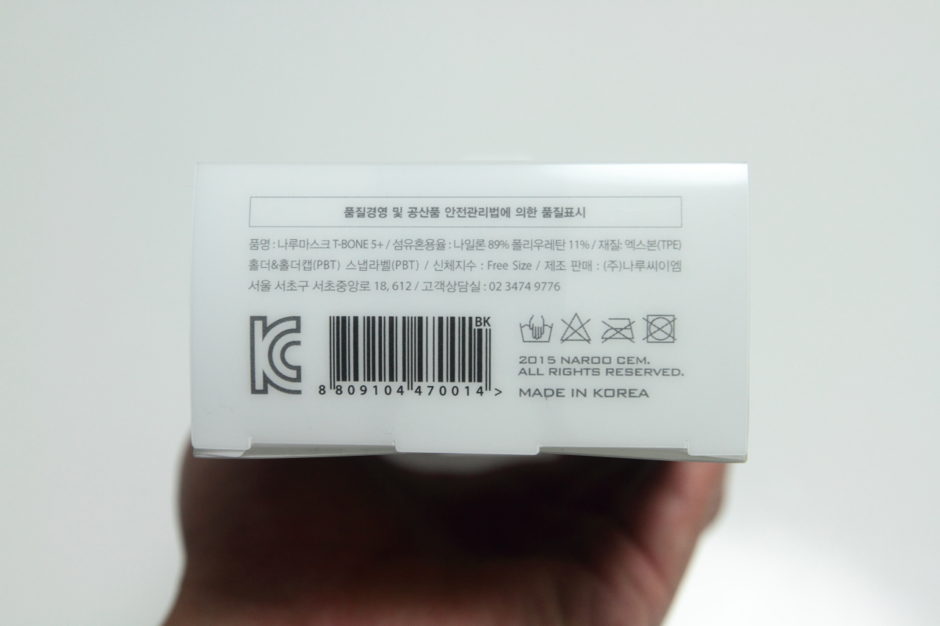 품질경영 및 공산품 안전관리법에 의한 품질표시
품명 : 나루마스크 T-BONE 5+ / 섬유혼용율 : 나일론 89% 폴리우레탄 11% / 재질: 엑스본(TPE)
홀더&홀더캡(PBT) 스냅라벨(PBT) / 신체지수 : Free Size / 제조 판매 : (주)나루씨이엠
서울 서초구 서초중앙로 18, 612 / 고객상담실 : 02 3474 9776
KC
BK
8 809104 470014 >
2015 NAROO CEM.
ALL RIGHTS RESERVED.
MADE IN KOREA